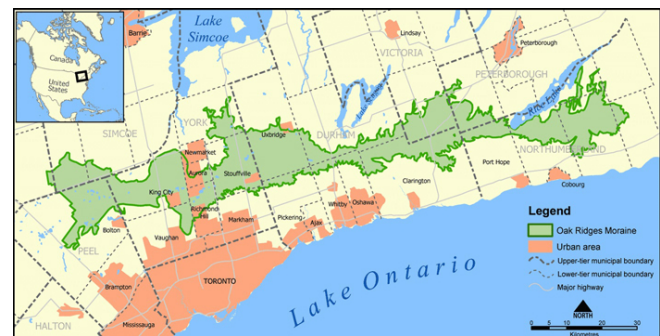 Canada
United
States
Barrie
Lake
Simcoe
Lindsay
VICTORIA
Peterborough
PETERBOROUGH
SIMCOE
YORK
Uxbridge
DURHAM
Newmarket
Aurora
King City
Stouffville
NORTHUMBERLAND
Port Hope
Cobourg
Clarington
Richmond
Hill
Markham
Pickering
Ajax
Whitby
Oshawa
Bolton
Vaughan
PEEL
Brampton
TORONTO
Mississauga
HALTON
Lake Ontario
Legend
Oak Ridges Moraine
Urban area
Upper-tier municipal boundary
Lower-tier municipal boundary
Major highway
NORTH
0 5 10 20 30
Kilometres